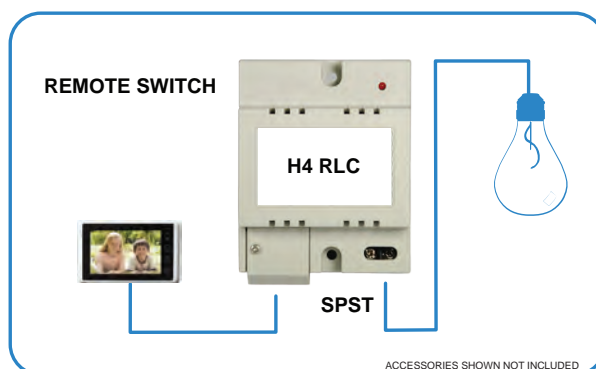 REMOTE SWITCH
H4 RLC
SPST
ACCESSORIES SHOWN NOT INCLUDED